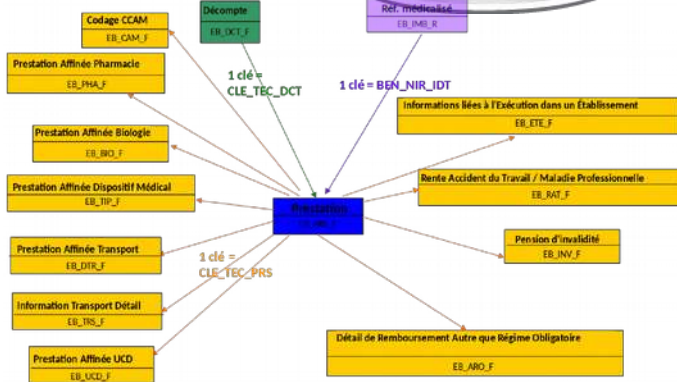 Décompte
EB_DCT_F
Réf. médicalisé
EB_IMB_R
Codage CCAM
EB_CAM_F
Prestation Affinée Pharmacie
EB_PHA_F
1 clé =
CLE_TEC_DCT
1 clé = BEN_NIR_IDT
Informations liées à l'Exécution dans un Établissement
EB_ETE_F
Prestation Affinée Biologie
EB_BIO_F
Rente Accident du Travail / Maladie Professionnelle
EB_RAT_F
Prestation Affinée Dispositif Médical
EB_TIP_F
Prestation
Pension d'invalidité
EB_INV_F
Prestation Affinée Transport
EB_DTR_F
1 clé =
CLE_TEC_PRS
Information Transport Détail
EB_TRS_F
Détail de Remboursement Autre que Régime Obligatoire
EB_ARO_F
Prestation Affinée UCD
EB_UCD_F